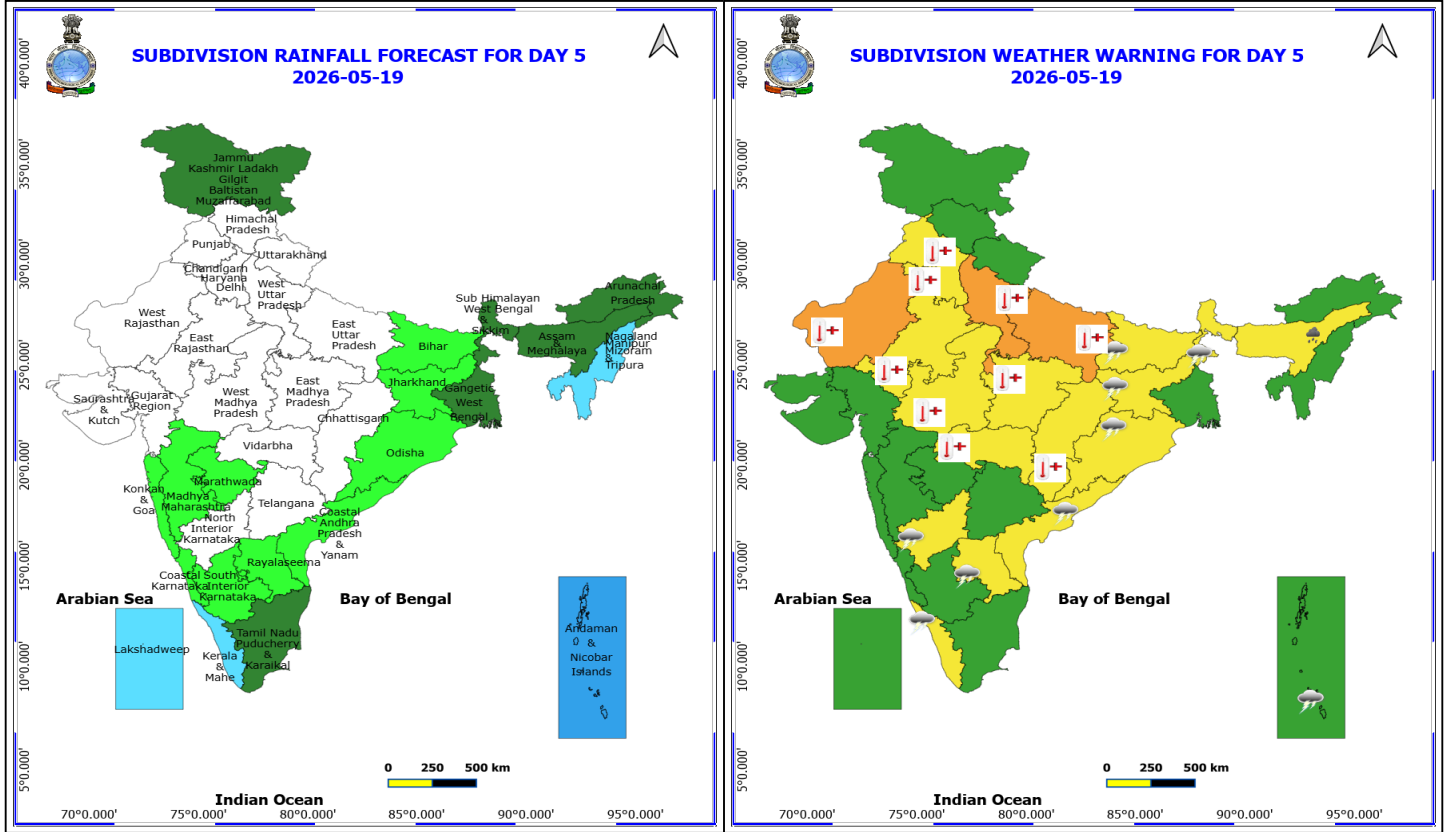 SUBDIVISION RAINFALL FORECAST FOR DAY 5
2026-05-19
40°0.000'
35°0.000'
30°0.000'
25°0.000'
20°0.000'
15°0.000'
10°0.000'
5°0.000'
Jammu
Kashmir Ladakh
Gilgit
Baltistan
Muzaffarabad
Himachal
Pradesh
Punjab
Uttarakhand
Chandigarh
Haryana
Delhi
West
Uttar
Pradesh
West
Rajasthan
East
Rajasthan
East
Uttar
Pradesh
Sub Himalayan
West Bengal
&
Sikkim
Arunachal
Pradesh
Assam
&
Meghalaya
Nagaland
Manipur
Mizoram
&
Tripura
Bihar
Jharkhand
Gangetic
West
Bengal
Saurashtra
&
Kutch
Gujarat
Region
West
Madhya
Pradesh
East
Madhya
Pradesh
Chhattisgarh
Vidarbha
Odisha
Konkan
&
Goa
Madhya
Maharashtra
Marathwada
Telangana
North
Interior
Karnataka
Coastal
Andhra
Pradesh
&
Yanam
Rayalaseema
Coastal
Karnataka
South
Interior
Karnataka
Arabian Sea
Bay of Bengal
Lakshadweep
Kerala
&
Mahe
Tamil Nadu
Puducherry
&
Karaikal
Andaman
&
Nicobar
Islands
0 250 500 km
Indian Ocean
70°0.000' 75°0.000' 80°0.000' 85°0.000' 90°0.000' 95°0.000'
SUBDIVISION WEATHER WARNING FOR DAY 5
2026-05-19
40°0.000'
35°0.000'
30°0.000'
25°0.000'
20°0.000'
15°0.000'
10°0.000'
5°0.000'
Arabian Sea
Bay of Bengal
0 250 500 km
Indian Ocean
70°0.000' 75°0.000' 80°0.000' 85°0.000' 90°0.000' 95°0.000'